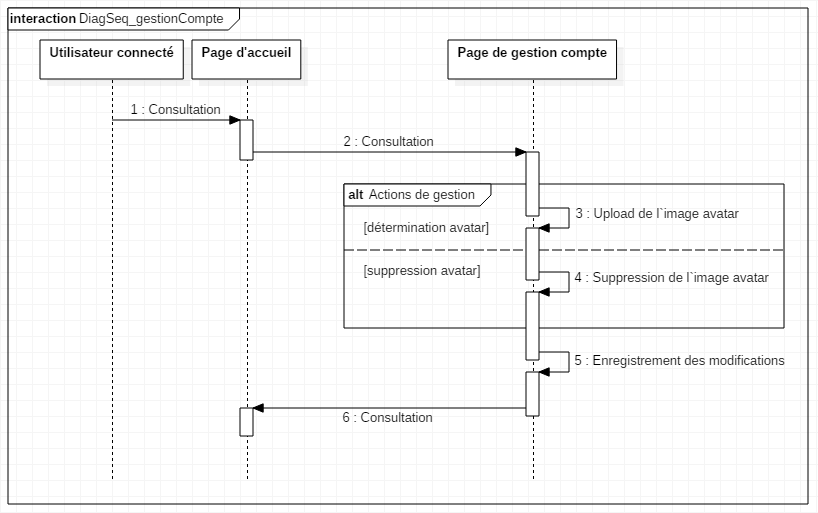 interaction DiagSeq_gestionCompte
Utilisateur connecté
Page d'accueil
Page de gestion compte
1 : Consultation
2 : Consultation
alt Actions de gestion
3 : Upload de l`image avatar
[détermination avatar]
[suppression avatar]
4 : Suppression de l`image avatar
5 : Enregistrement des modifications
6 : Consultation